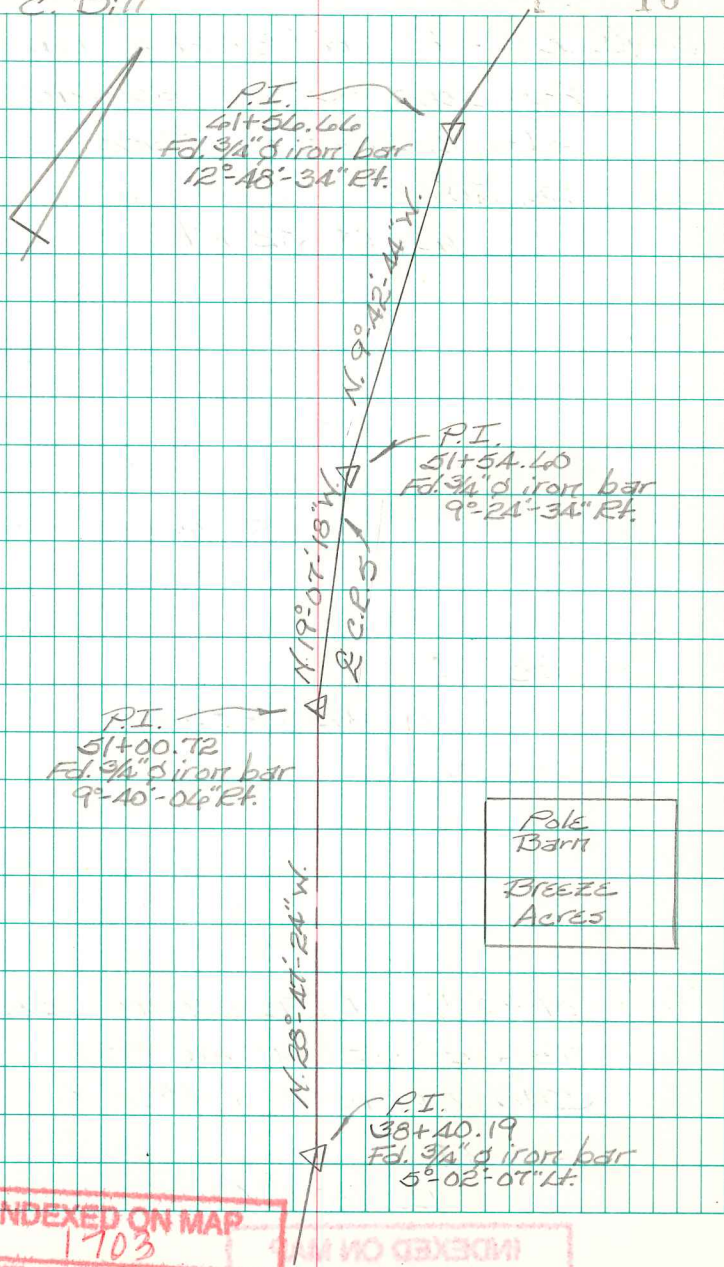 C. Dill
P.I.
61+56.66
Fd. 3/4"ø iron bar
12°-48'-34" Rt.
N. 9°-42'-44" W.
P.I.
51+54.60
Fd. 3/4"ø iron bar
9°-24'-34" Rt.
N. 19°-07'-18" W.
℄ C.R. 5
P.I.
51+00.72
Fd. 3/4"ø iron bar
9°-40'-06" Rt.
Pole
Barn
Breeze
Acres
N. 28°-47'-24" W.
P.I.
38+40.19
Fd. 3/4"ø iron bar
5°-02'-07" Lt.
NDEXED ON MAP
1703
INDEXED ON MAP